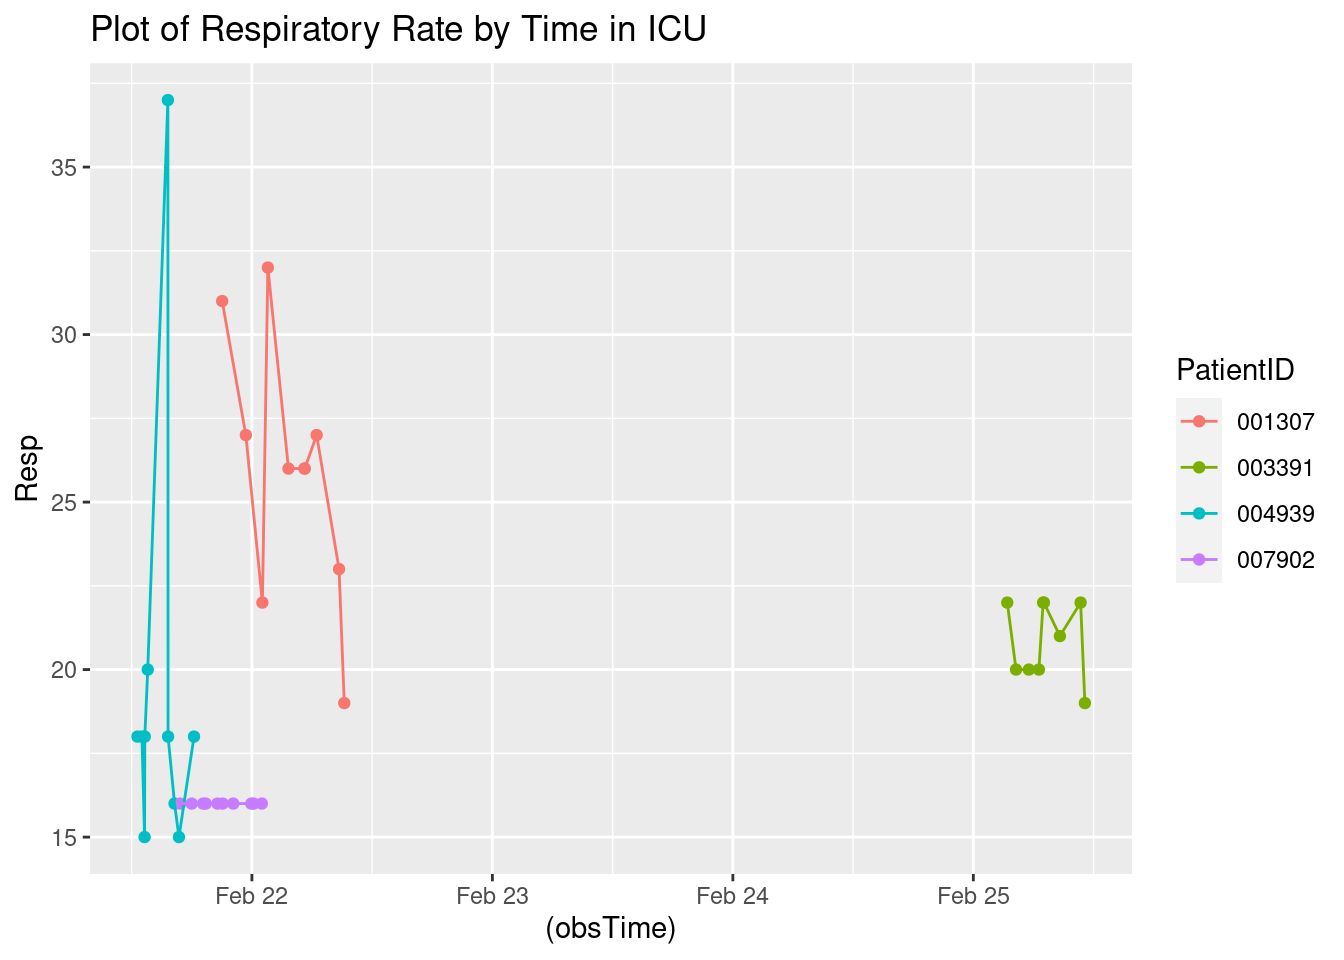 Plot of Respiratory Rate by Time in ICU
35
30
25
20
15
Resp
Feb 22
Feb 23
Feb 24
Feb 25
(obsTime)
PatientID
001307
003391
004939
007902